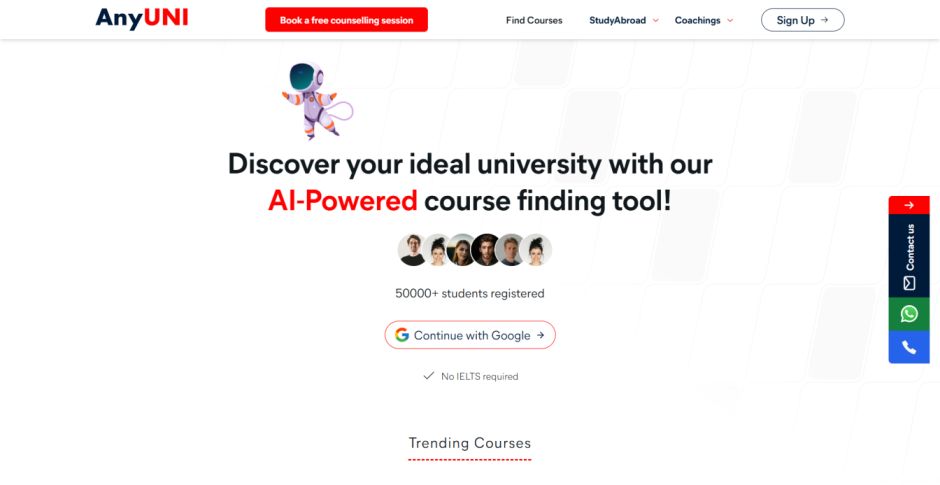 AnyUNI
Book a free counselling session
Find Courses
StudyAbroad
Coachings
Sign Up
Discover your ideal university with our
AI-Powered course finding tool!
Contact us
50000+ students registered
Continue with Google
No IELTS required
Trending Courses